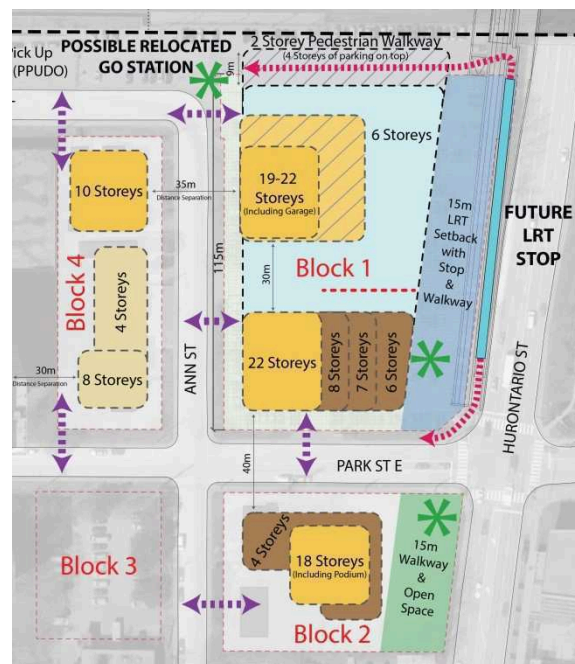 Pick Up
(PPUDO)
POSSIBLE RELOCATED
GO STATION
9m
2 Storey Pedestrian Walkway
(4 Storeys of parking on top)
6 Storeys
10 Storeys
35m
Distance Separation
19-22
Storeys
(Including Garage)
15m
LRT
Setback
with
Stop
&
Walkway
FUTURE
LRT
STOP
115m
Block 4
4 Storeys
30m
Block 1
30m
Distance Separation
8 Storeys
ANN ST
22 Storeys
8 Storeys
7 Storeys
6 Storeys
HURONTARIO ST
40m
PARK ST E
Block 3
4 Storeys
18 Storeys
(Including Podium)
Block 2
15m
Walkway
&
Open
Space